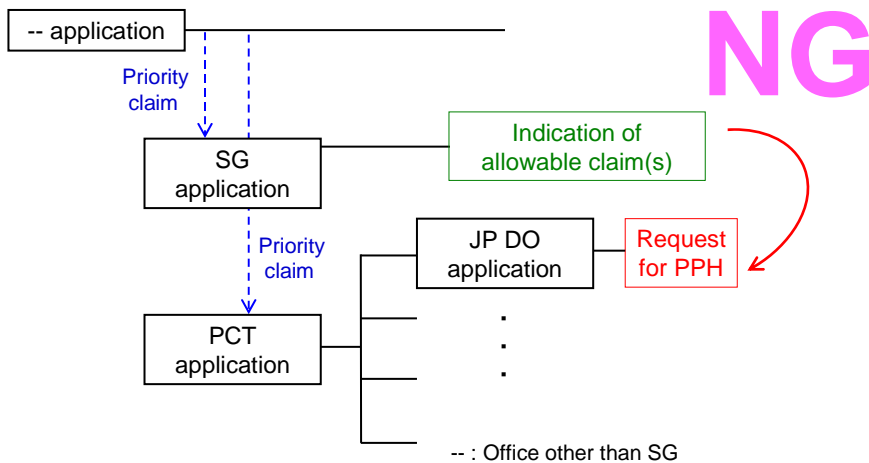 -- application
NG
Priority
claim
SG
application
Indication of
allowable claim(s)
Priority
claim
JP DO
application
Request
for PPH
PCT
application
-- : Office other than SG